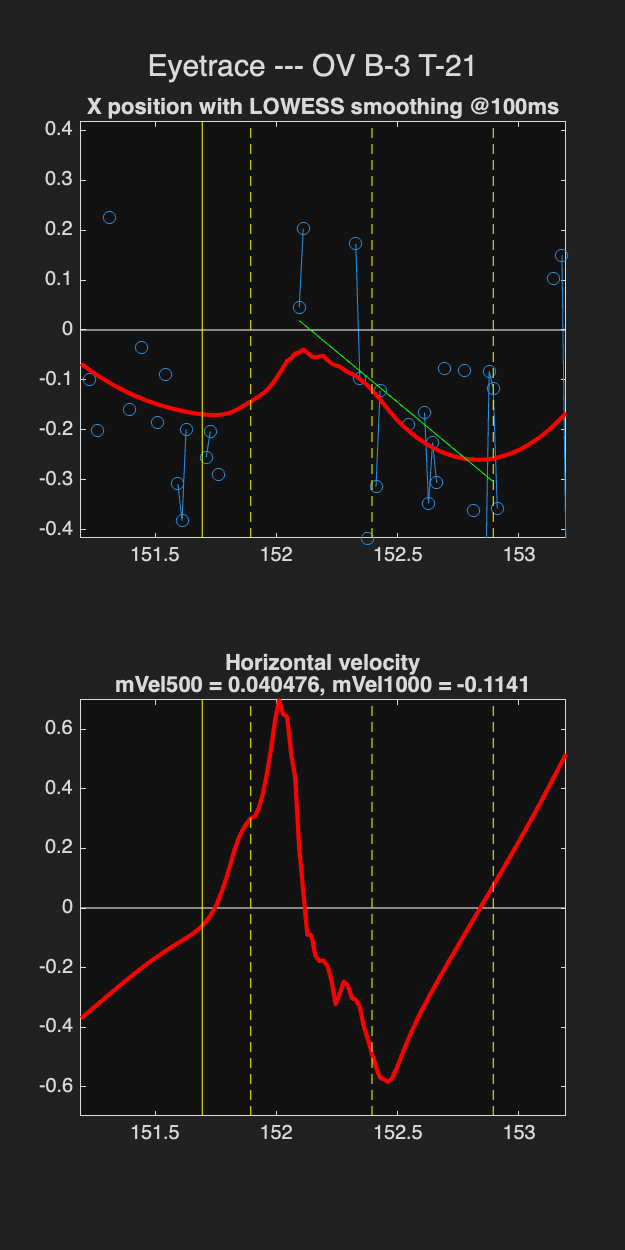 Eyetrace --- OV B-3 T-21
X position with LOWESS smoothing @100ms
0.4
0.3
0.2
0.1
0
-0.1
-0.2
-0.3
-0.4
151.5 152 152.5 153
Horizontal velocity
mVel500 = 0.040476, mVel1000 = -0.1141
0.6
0.4
0.2
0
-0.2
-0.4
-0.6
151.5 152 152.5 153